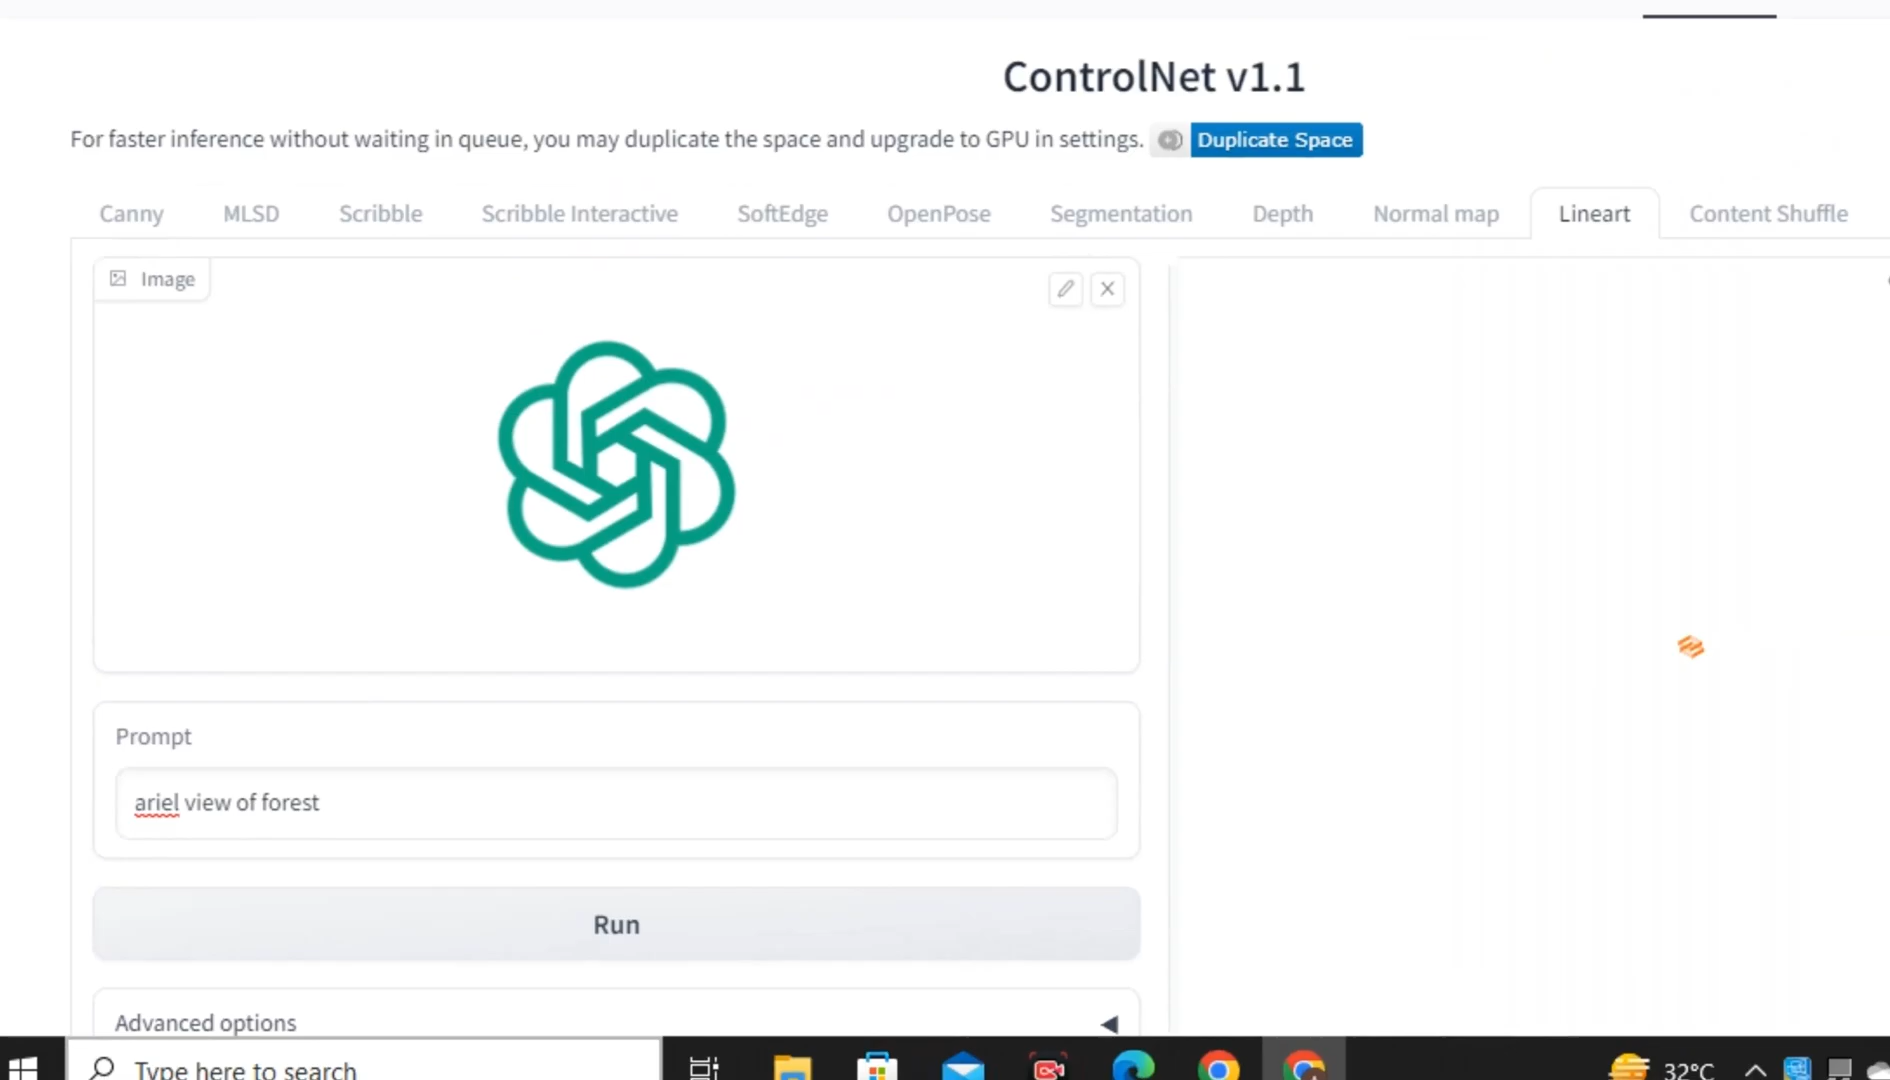 ControlNet v1.1
For faster inference without waiting in queue, you may duplicate the space and upgrade to GPU in settings. Duplicate Space
Canny MLSD Scribble Scribble Interactive SoftEdge OpenPose Segmentation Depth Normal map Lineart Content Shuffle
Image
Prompt
ariel view of forest
Run
Advanced options
Type here to search 32°C